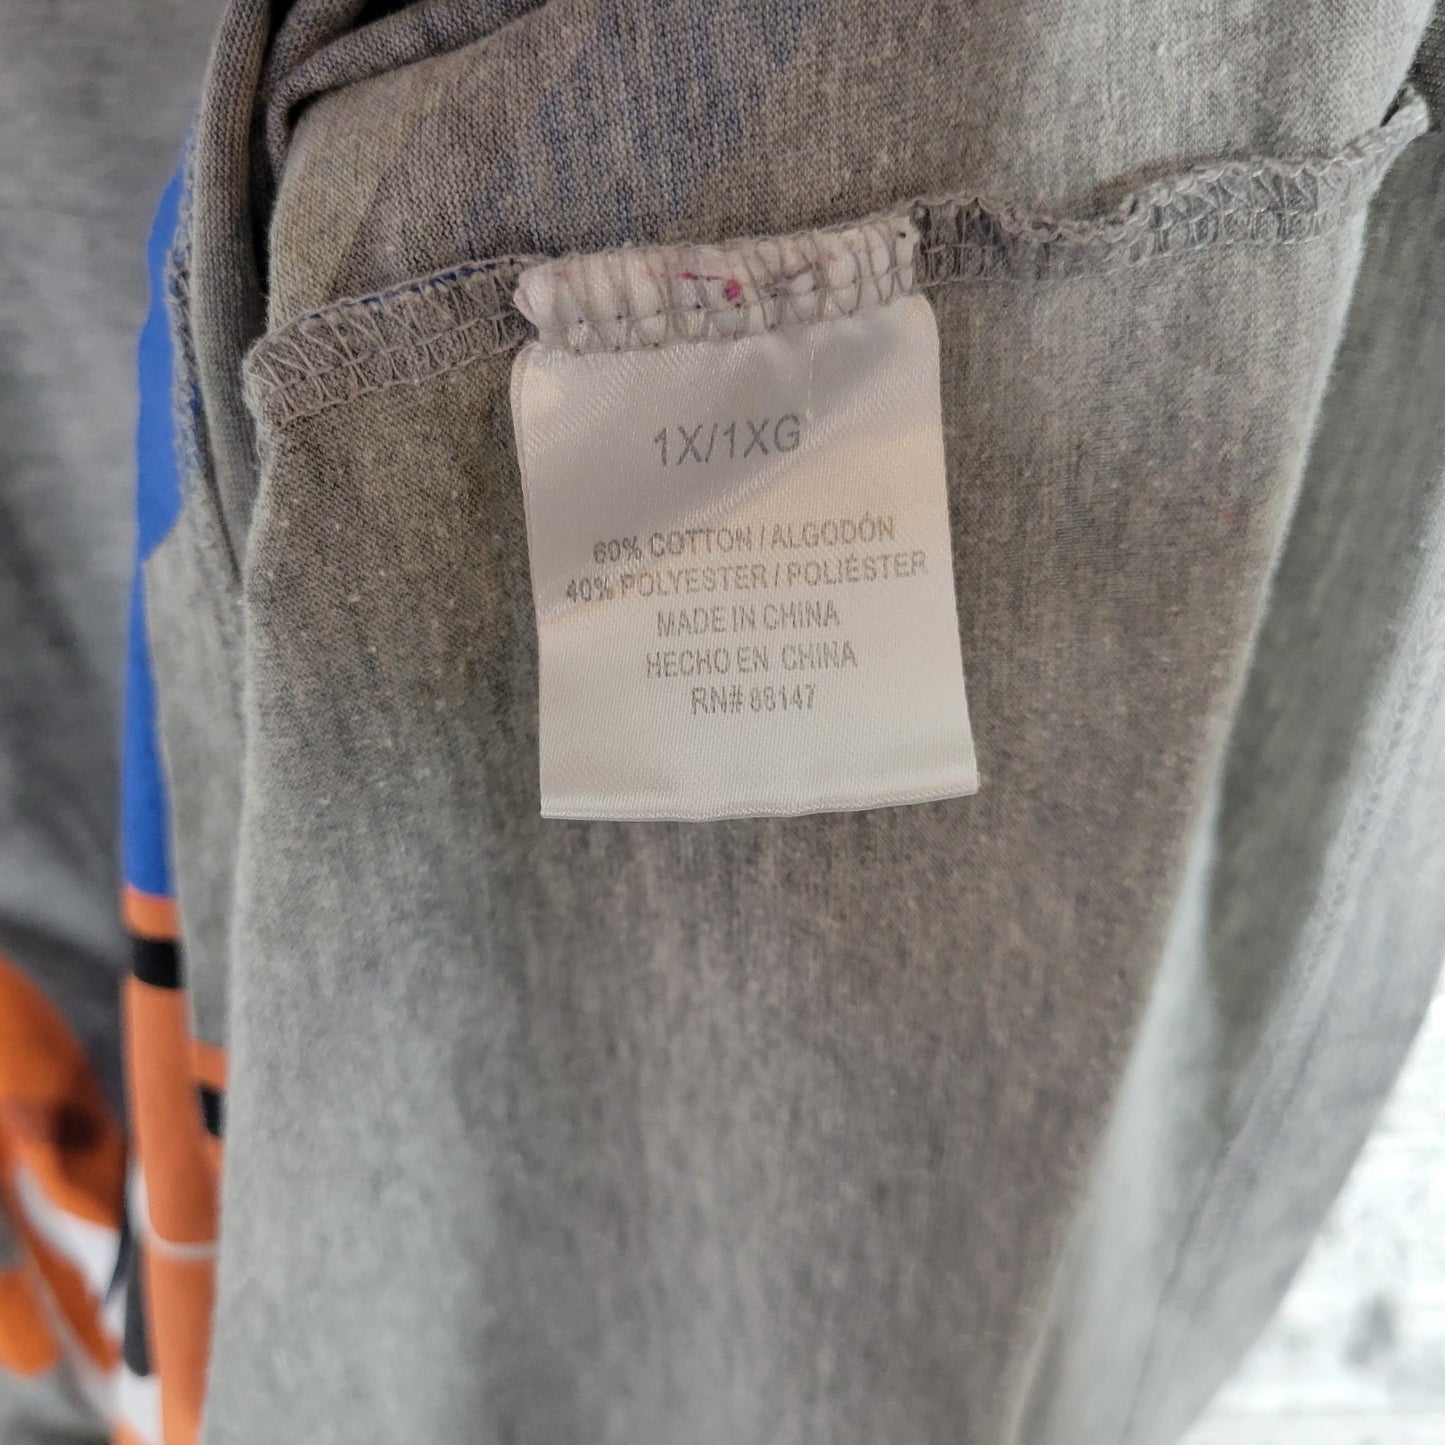 1X/1XG
60% COTTON / ALGODÓN
40% POLYESTER / POLIÉSTER
MADE IN CHINA
HECHO EN CHINA
RN# 88147